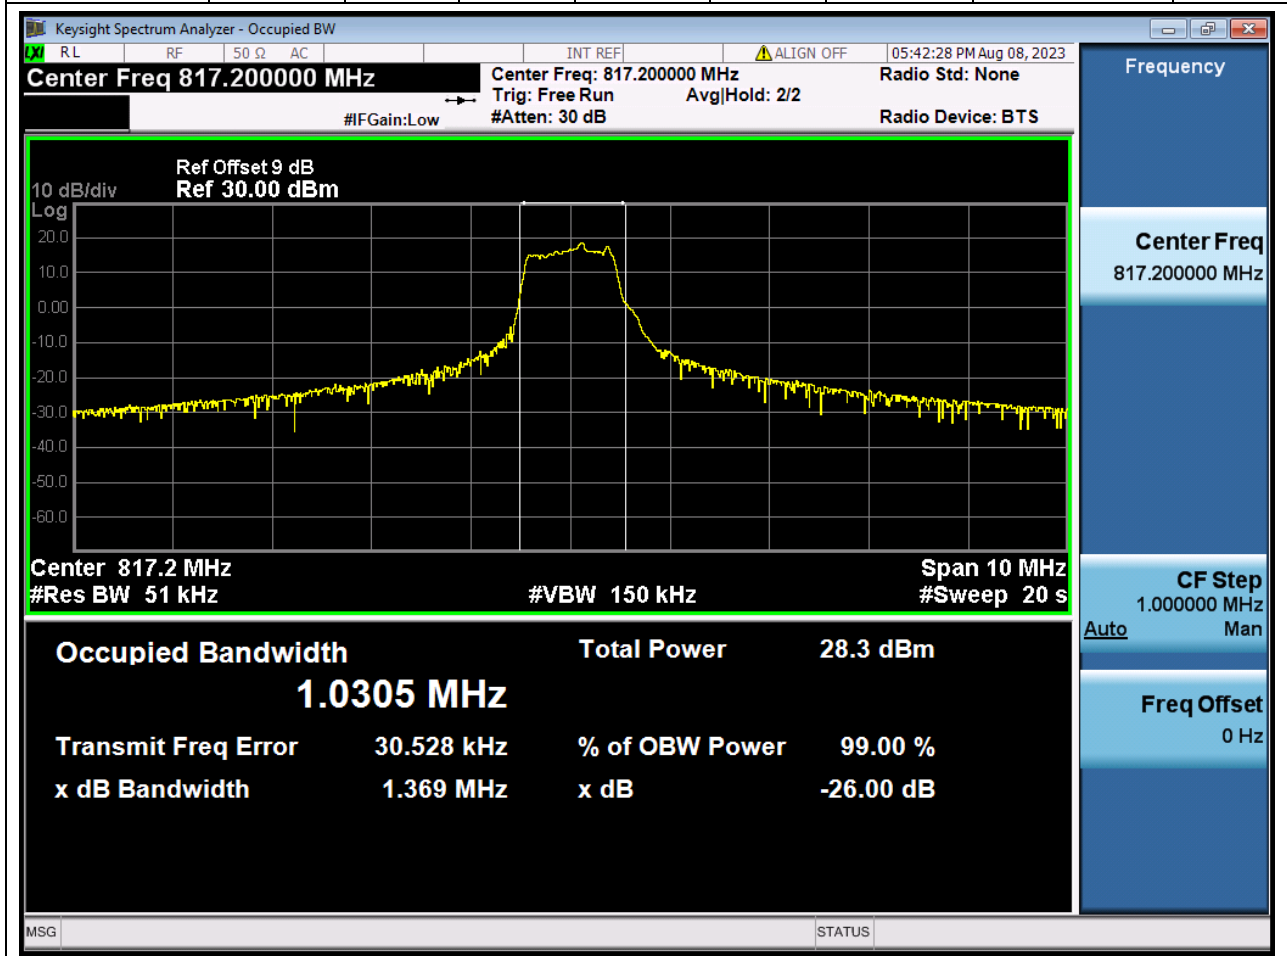 Keysight Spectrum Analyzer - Occupied BW
LXI RL RF 50 Ω AC INT REF ALIGN OFF 05:42:28 PM Aug 08, 2023
Center Freq 817.200000 MHz
Center Freq: 817.200000 MHz
Radio Std: None
Trig: Free Run Avg|Hold: 2/2
#IFGain:Low #Atten: 30 dB
Radio Device: BTS
Frequency
Ref Offset 9 dB
10 dB/div Ref 30.00 dBm
Log
20.0
10.0
0.00
-10.0
-20.0
-30.0
-40.0
-50.0
-60.0
Center 817.2 MHz Span 10 MHz
#Res BW 51 kHz #VBW 150 kHz #Sweep 20 s
Center Freq
817.200000 MHz
CF Step
1.000000 MHz
Auto Man
Freq Offset
0 Hz
Occupied Bandwidth Total Power 28.3 dBm
1.0305 MHz
Transmit Freq Error 30.528 kHz % of OBW Power 99.00 %
x dB Bandwidth 1.369 MHz x dB -26.00 dB
MSG STATUS